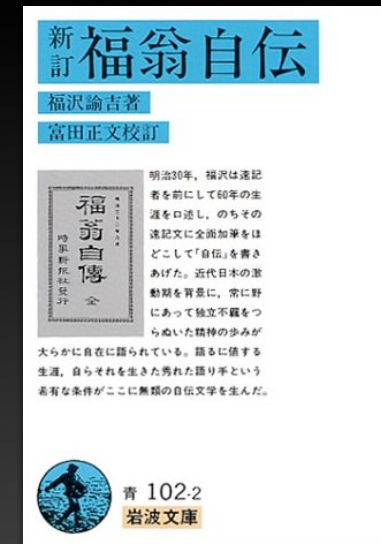 新訂 福翁自伝
福沢諭吉著
富田正文校訂
明治30年，福沢は速記
者を前にして60年の生
涯を口述し，のちその
速記文に全面加筆をほ
どこして『自伝』を書き
あげた。近代日本の激
動期を背景に，常に野
にあって独立不羈をつ
らぬいた精神の歩みが
大らかに自在に語られている。語るに値する
生涯，自らそれを生きた秀れた語り手という
希有な条件がここに無類の自伝文学を生んだ。
福翁自傳 全
時事新報社發行
青 102-2
岩波文庫